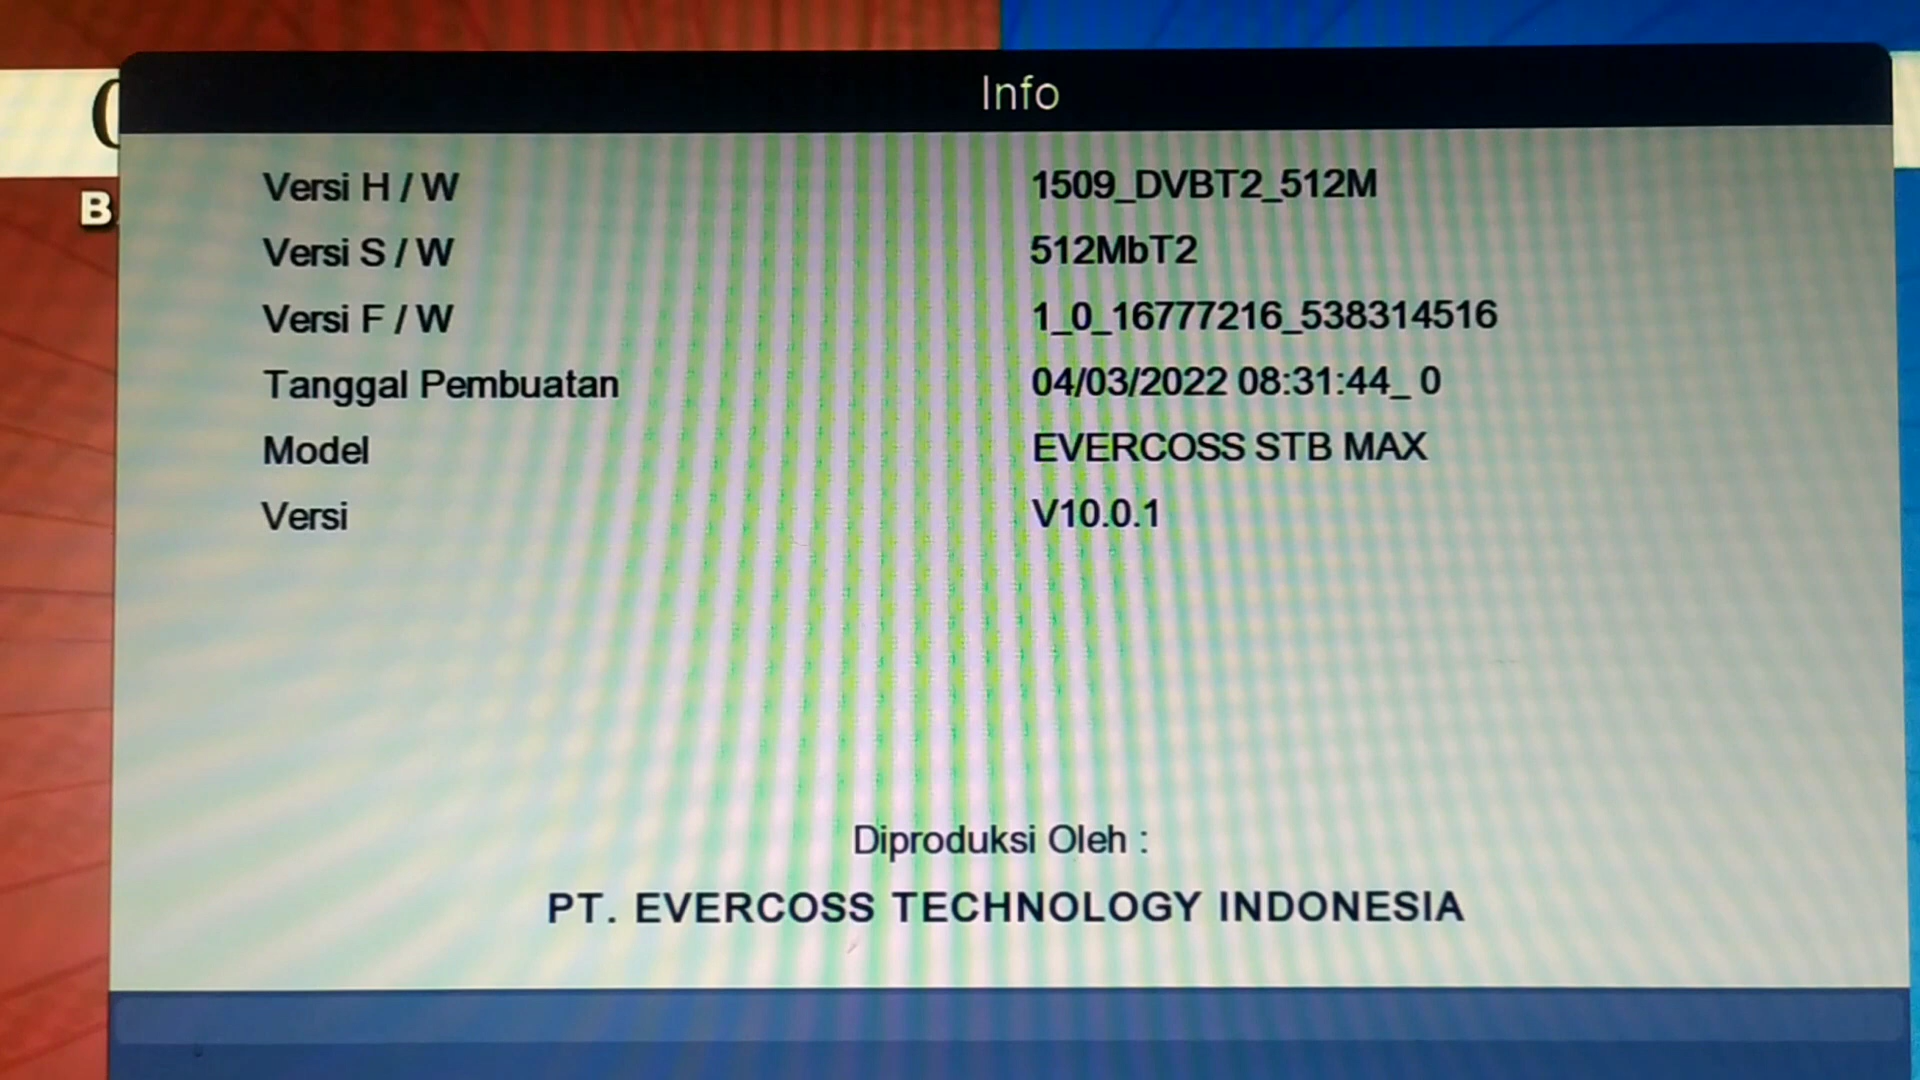 Info
Versi H / W 1509_DVBT2_512M
Versi S / W 512MbT2
Versi F / W 1_0_16777216_538314516
Tanggal Pembuatan 04/03/2022 08:31:44_ 0
Model EVERCOSS STB MAX
Versi V10.0.1
Diproduksi Oleh :
PT. EVERCOSS TECHNOLOGY INDONESIA